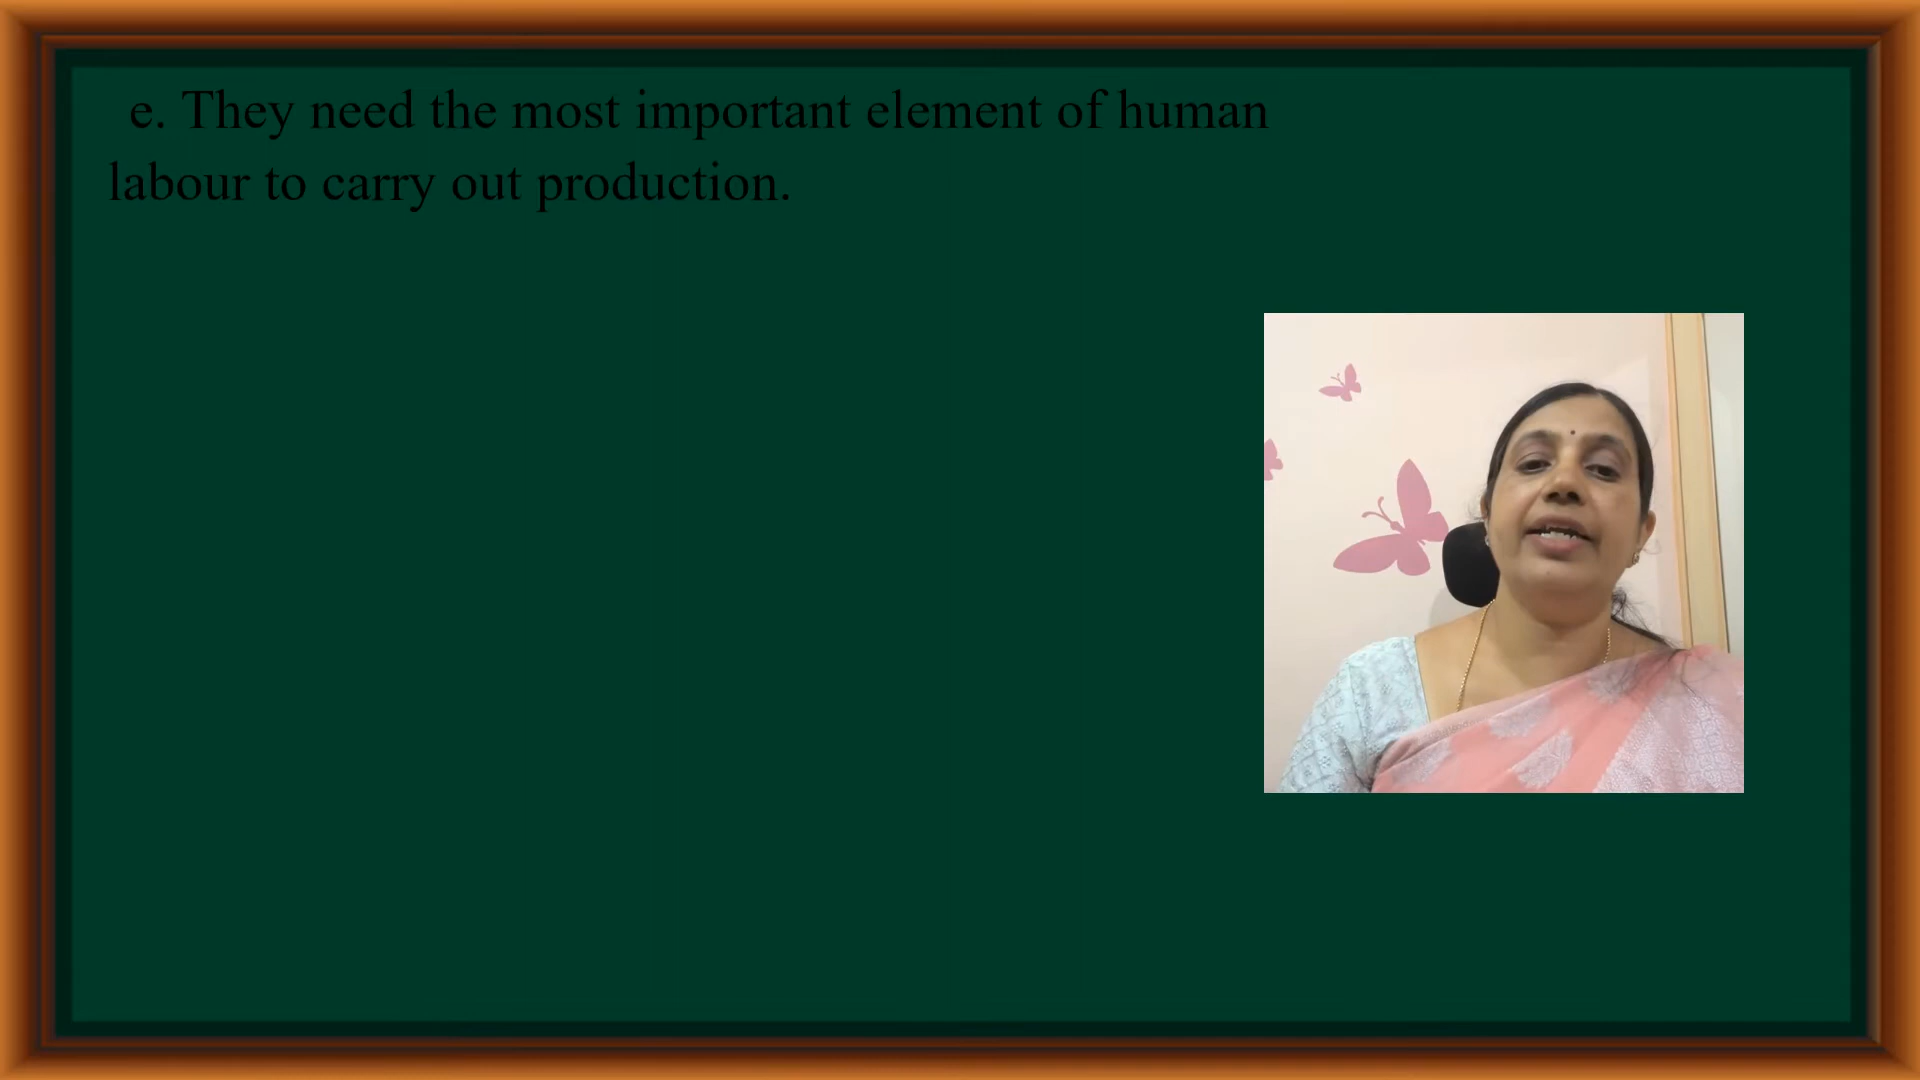 e. They need the most important element of human
labour to carry out production.